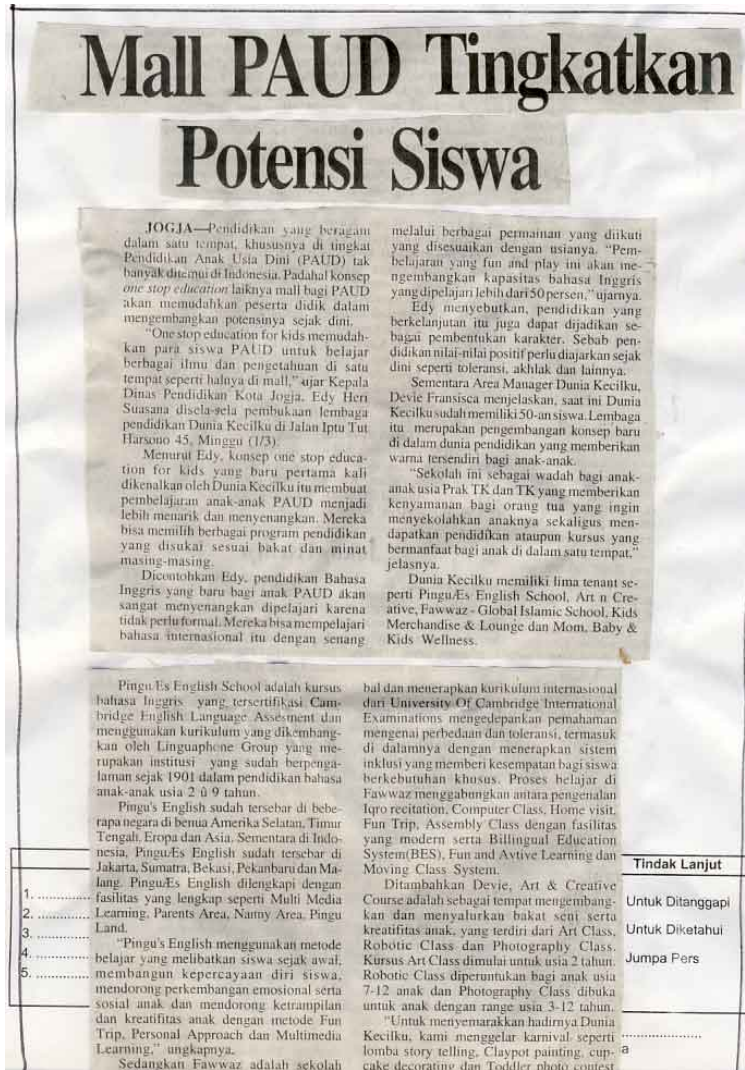 Mall PAUD Tingkatkan
Potensi Siswa
JOGJA—Pendidikan yang beragam
dalam satu tempat, khususnya di tingkat
Pendidikan Anak Usia Dini (PAUD) tak
banyak ditemui di Indonesia. Padahal konsep
one stop education laiknya mall bagi PAUD
akan memudahkan peserta didik dalam
mengembangkan potensinya sejak dini.
"One stop education for kids memudah-
kan para siswa PAUD untuk belajar
berbagai ilmu dan pengetahuan di satu
tempat seperti halnya di mall," ujar Kepala
Dinas Pendidikan Kota Jogja, Edy Heri
Suasana disela-sela pembukaan lembaga
pendidikan Dunia Kecilku di Jalan Iptu Tut
Harsono 45, Minggu (1/3).
Menurut Edy, konsep one stop educa-
tion for kids yang baru pertama kali
dikenalkan oleh Dunia Kecilku itu membuat
pembelajaran anak-anak PAUD menjadi
lebih menarik dan menyenangkan. Mereka
bisa memilih berbagai program pendidikan
yang disukai sesuai bakat dan minat
masing-masing.
Dicontohkan Edy, pendidikan Bahasa
Inggris yang baru bagi anak PAUD akan
sangat menyenangkan dipelajari karena
tidak perlu formal. Mereka bisa mempelajari
bahasa internasional itu dengan senang
melalui berbagai permainan yang diikuti
yang disesuaikan dengan usianya. "Pem-
belajaran yang fun and play ini akan me-
ngembangkan kapasitas bahasa Inggris
yang dipelajari lebih dari 50 persen," ujarnya.
Edy menyebutkan, pendidikan yang
berkelanjutan itu juga dapat dijadikan se-
bagai pembentukan karakter. Sebab pen-
didikan nilai-nilai positif perlu diajarkan sejak
dini seperti toleransi, akhlak dan lainnya.
Sementara Area Manager Dunia Kecilku,
Devie Fransisca menjelaskan, saat ini Dunia
Kecilku sudah memiliki 50-an siswa. Lembaga
itu merupakan pengembangan konsep baru
di dalam dunia pendidikan yang memberikan
warna tersendiri bagi anak-anak.
"Sekolah ini sebagai wadah bagi anak-
anak usia Prak TK dan TK yang memberikan
kenyamanan bagi orang tua yang ingin
menyekolahkan anaknya sekaligus men-
dapatkan pendidikan ataupun kursus yang
bermanfaat bagi anak di dalam satu tempat,"
jelasnya.
Dunia Kecilku memiliki lima tenant se-
perti PinguÆs English School, Art n Cre-
ative, Fawwaz - Global Islamic School, Kids
Merchandise & Lounge dan Mom, Baby &
Kids Wellness.
PinguÆs English School adalah kursus
bahasa Inggris yang tersertifikasi Cam-
bridge English Language Assesment dan
menggunakan kurikulum yang dikembang-
kan oleh Linguaphone Group yang me-
rupakan institusi yang sudah berpenga-
laman sejak 1901 dalam pendidikan bahasa
anak-anak usia 2 û 9 tahun.
Pingu's English sudah tersebar di bebe-
rapa negara di benua Amerika Selatan, Timur
Tengah, Eropa dan Asia. Sementara di Indo-
nesia, PinguÆs English sudah tersebar di
Jakarta, Sumatra, Bekasi, Pekanbaru dan Ma-
lang. PinguÆs English dilengkapi dengan
fasilitas yang lengkap seperti Multi Media
Learning, Parents Area, Nanny Area, Pingu
Land.
"Pingu's English menggunakan metode
belajar yang melibatkan siswa sejak awal,
membangun kepercayaan diri siswa,
mendorong perkembangan emosional serta
sosial anak dan mendorong ketrampilan
dan kreatifitas anak dengan metode Fun
Trip, Personal Approach dan Multimedia
Learning," ungkapnya.
Sedangkan Fawwaz adalah sekolah
bal dan menerapkan kurikulum internasional
dari University Of Cambridge International
Examinations mengedepankan pemahaman
mengenai perbedaan dan toleransi, termasuk
di dalamnya dengan menerapkan sistem
inklusi yang memberi kesempatan bagi siswa
berkebutuhan khusus. Proses belajar di
Fawwaz menggabungkan antara pengenalan
Iqro recitation, Computer Class, Home visit,
Fun Trip, Assembly Class dengan fasilitas
yang modern serta Billingual Education
System(BES), Fun and Avtive Learning dan
Moving Class System.
Ditambahkan Devie, Art & Creative
Course adalah sebagai tempat mengembang-
kan dan menyalurkan bakat seni serta
kreatifitas anak, yang terdiri dari Art Class,
Robotic Class dan Photography Class.
Kursus Art Class dimulai untuk usia 2 tahun.
Robotic Class diperuntukan bagi anak usia
7-12 anak dan Photography Class dibuka
untuk anak dengan range usia 3-12 tahun.
"Untuk menyemarakkan hadirnya Dunia
Kecilku, kami menggelar karnival seperti
lomba story telling, Claypot painting, cup-
cake decorating dan Toddler photo contest
1. ..............
2. ..............
3. ..............
4. ..............
5. ..............
Tindak Lanjut
Untuk Ditanggapi
Untuk Diketahui
Jumpa Pers
....................
a